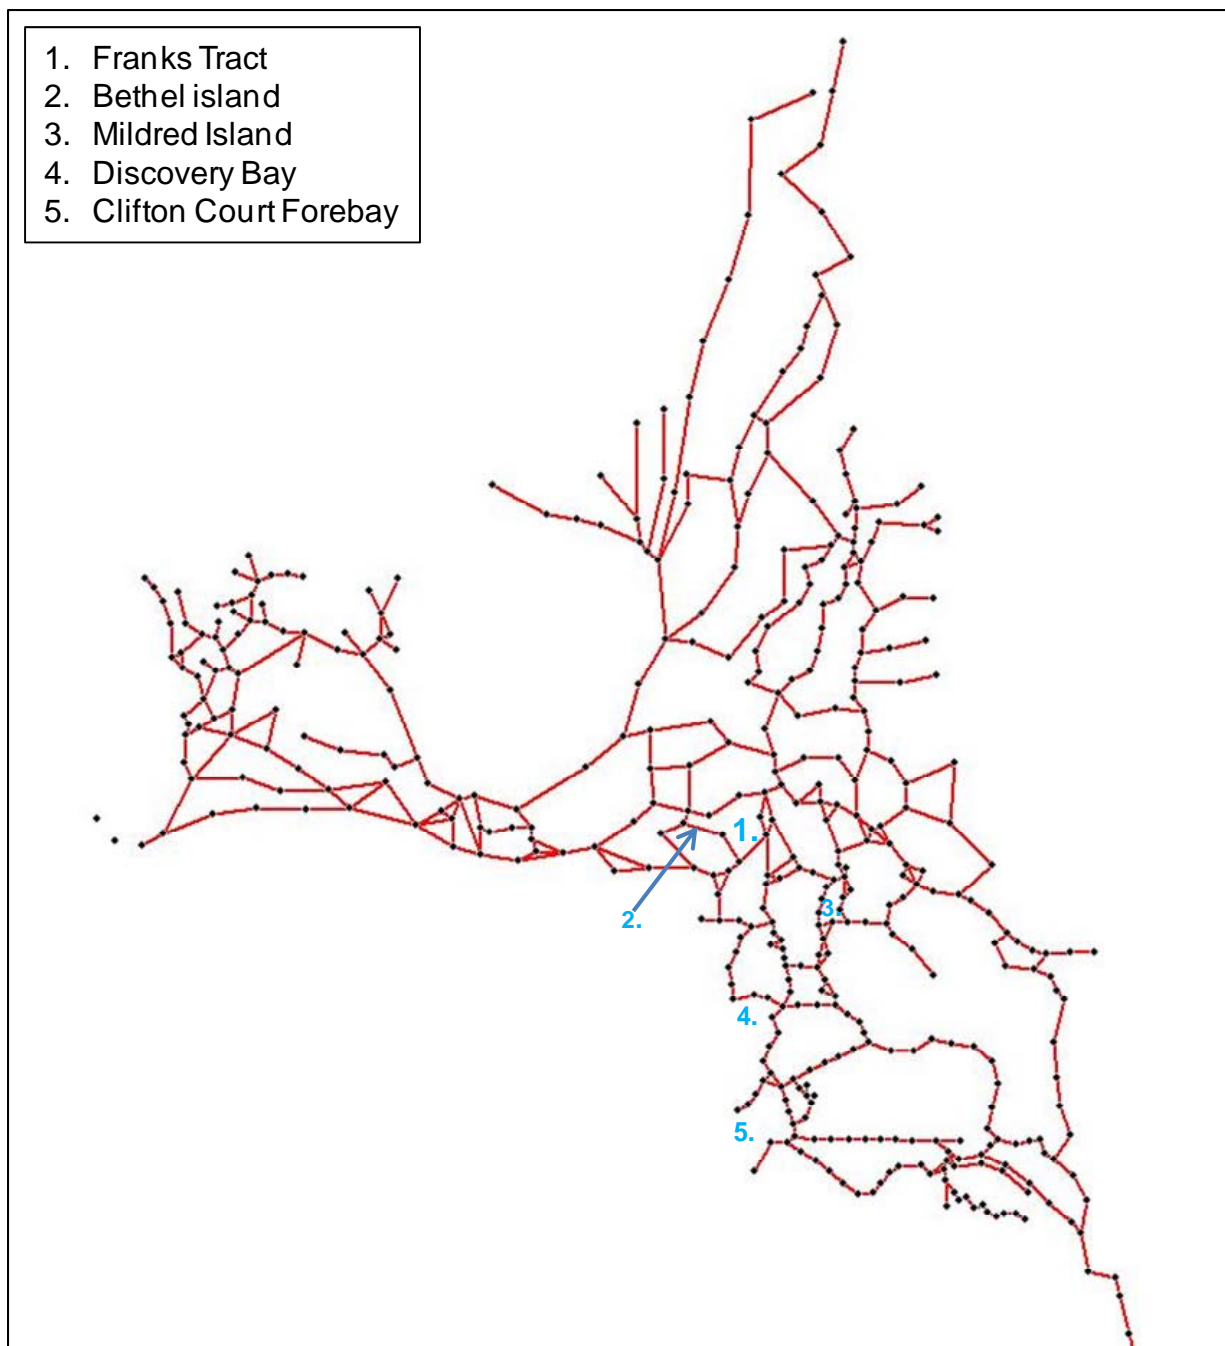 1. Franks Tract
2. Bethel island
3. Mildred Island
4. Discovery Bay
5. Clifton Court Forebay
1.
2.
3.
4.
5.